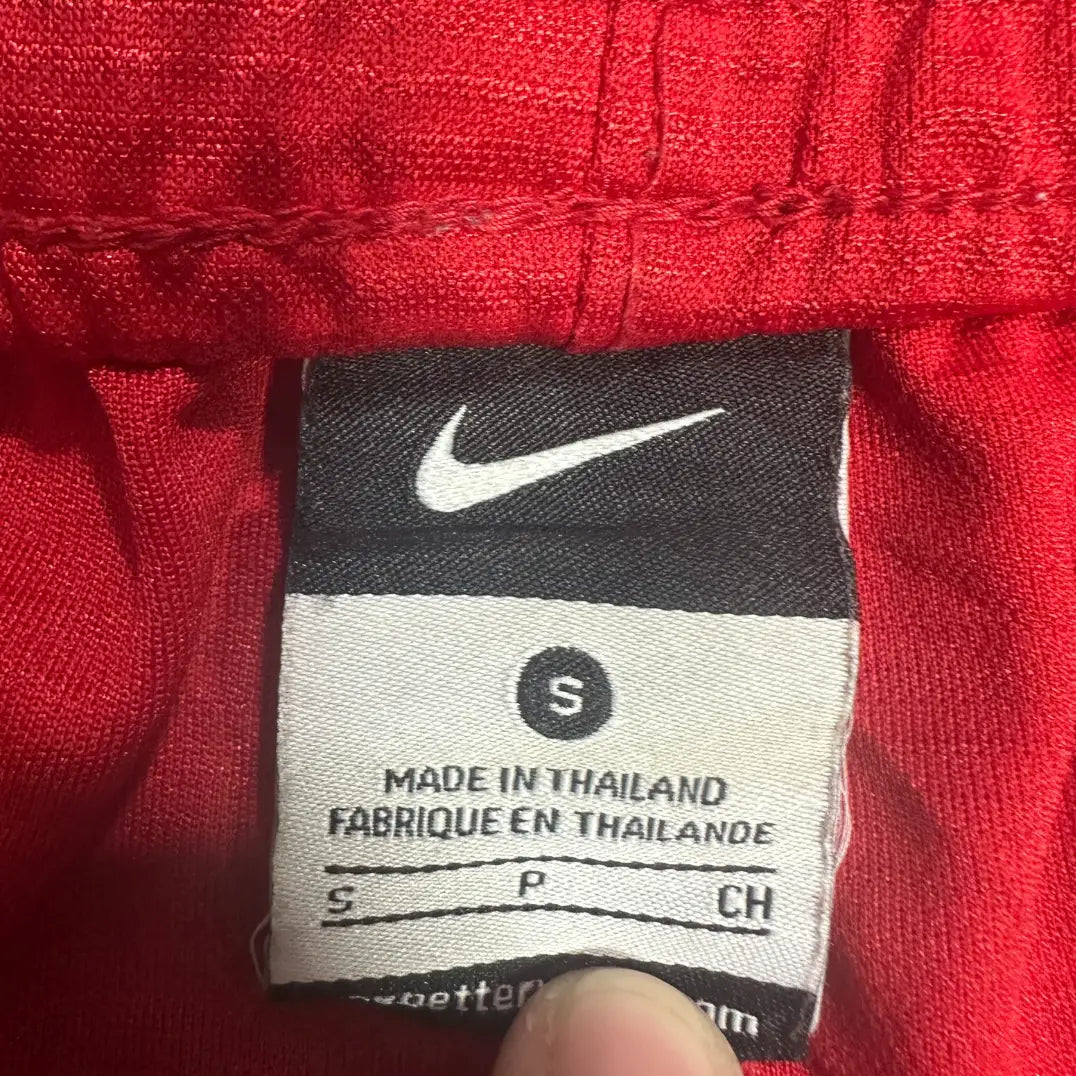 S
MADE IN THAILAND
FABRIQUE EN THAILANDE
S P CH